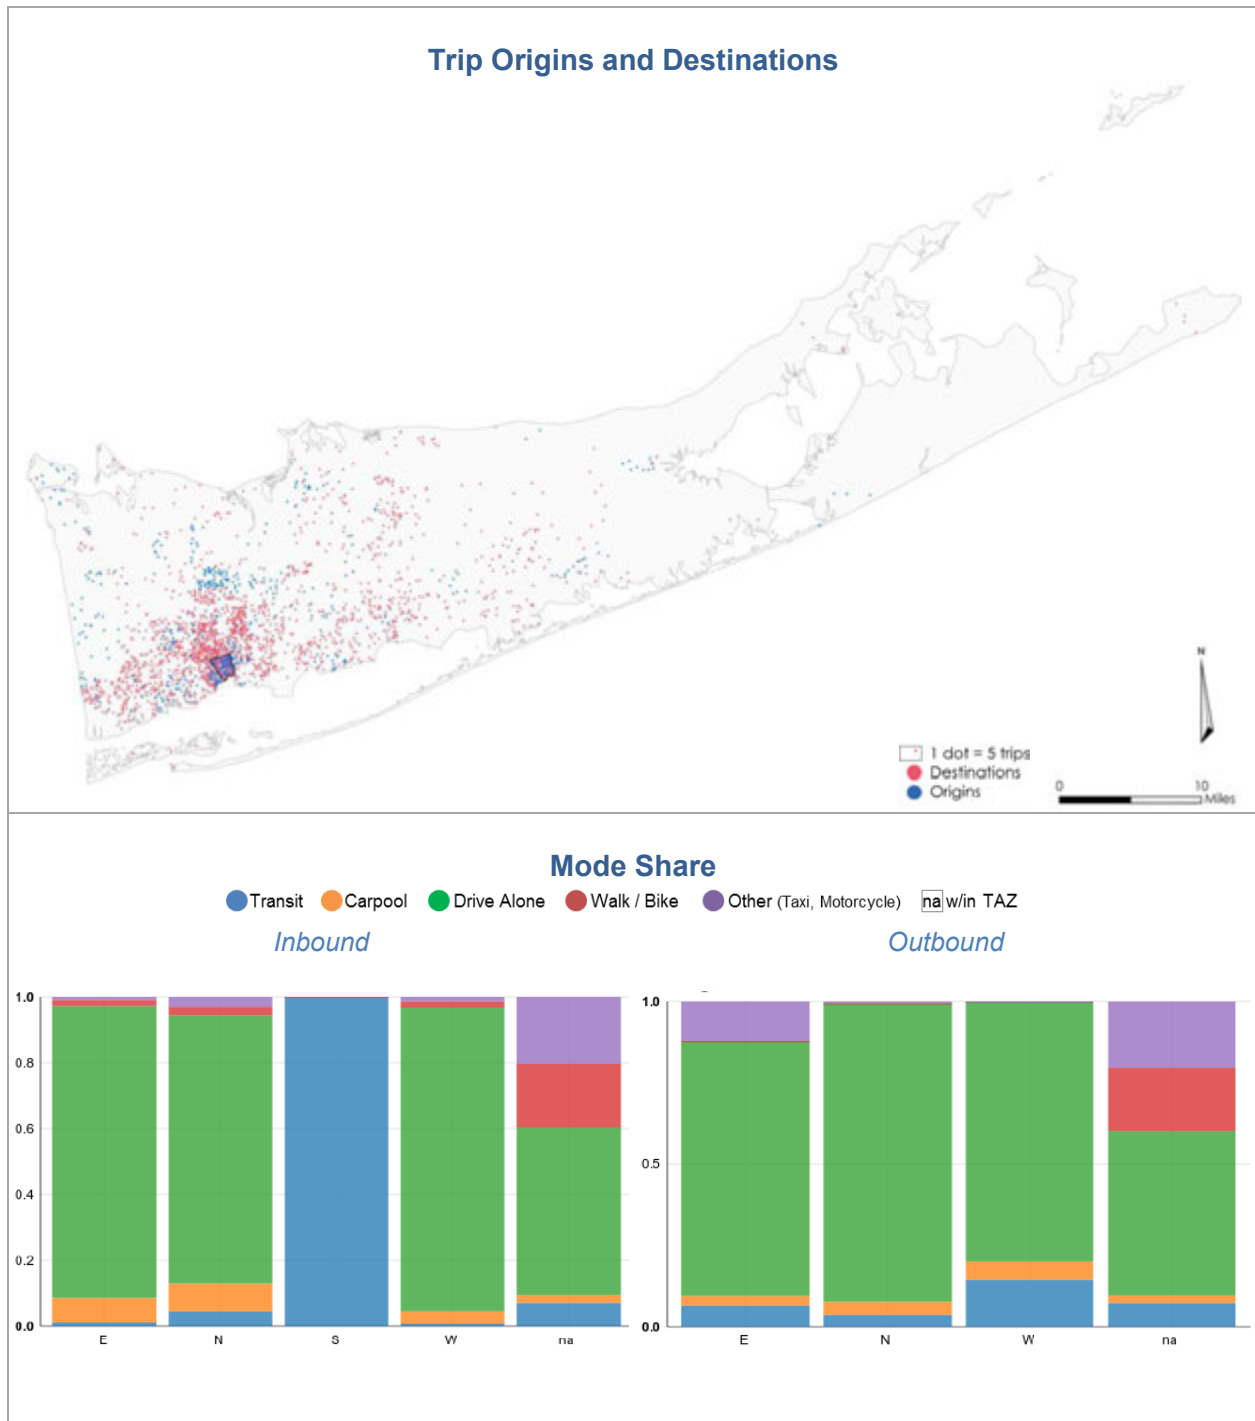 Trip Origins and Destinations
N
1 dot = 5 trips
Destinations
Origins
0 10
Miles
Mode Share
Transit Carpool Drive Alone Walk / Bike Other (Taxi, Motorcycle) na w/in TAZ
Inbound Outbound
1.0
0.8
0.6
0.4
0.2
0.0
E N S W na
1.0
0.5
0.0
E N W na